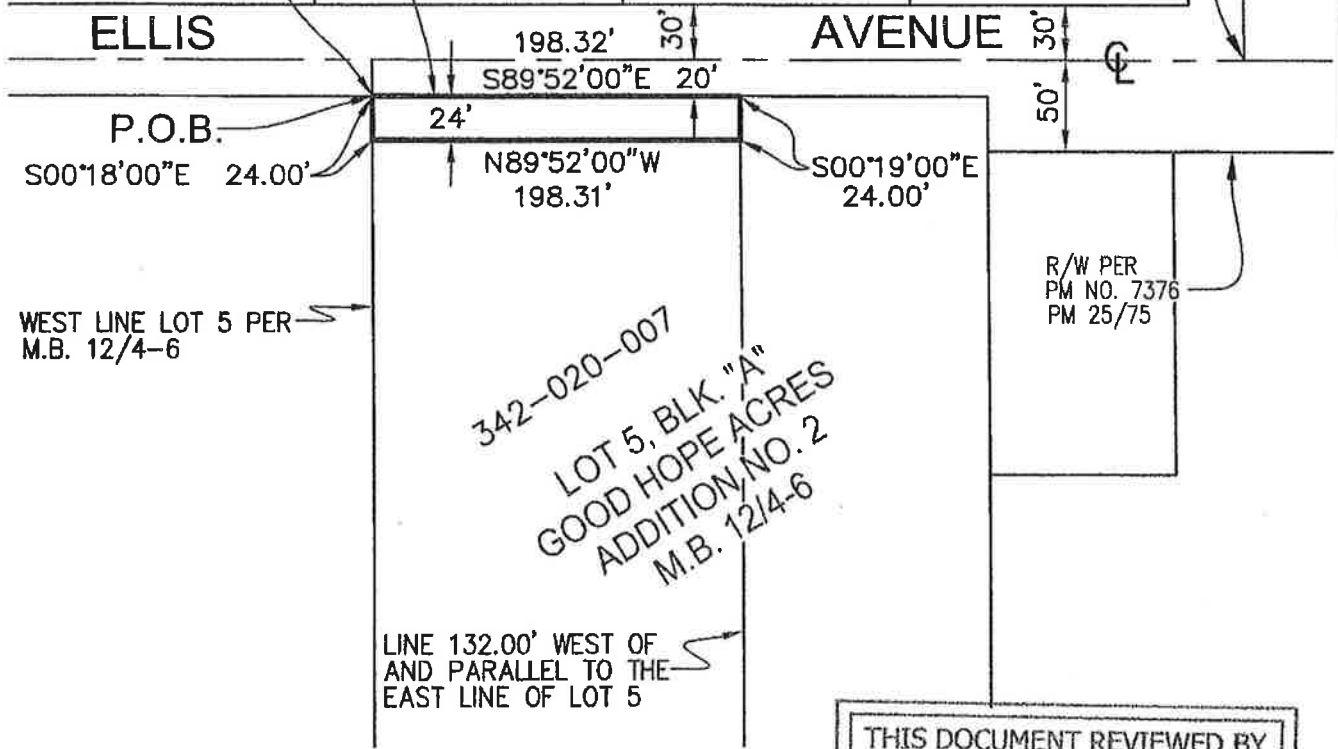 ELLIS
AVENUE
198.32'
30'
30'
℄
S89°52'00"E 20'
50'
P.O.B.
24'
S00°18'00"E 24.00'
N89°52'00"W
198.31'
S00°19'00"E
24.00'
R/W PER
PM NO. 7376
PM 25/75
WEST LINE LOT 5 PER
M.B. 12/4-6
342-020-007
LOT 5, BLK. "A"
GOOD HOPE ACRES
ADDITION NO. 2
M.B. 12/4-6
LINE 132.00' WEST OF
AND PARALLEL TO THE
EAST LINE OF LOT 5
THIS DOCUMENT REVIEWED BY